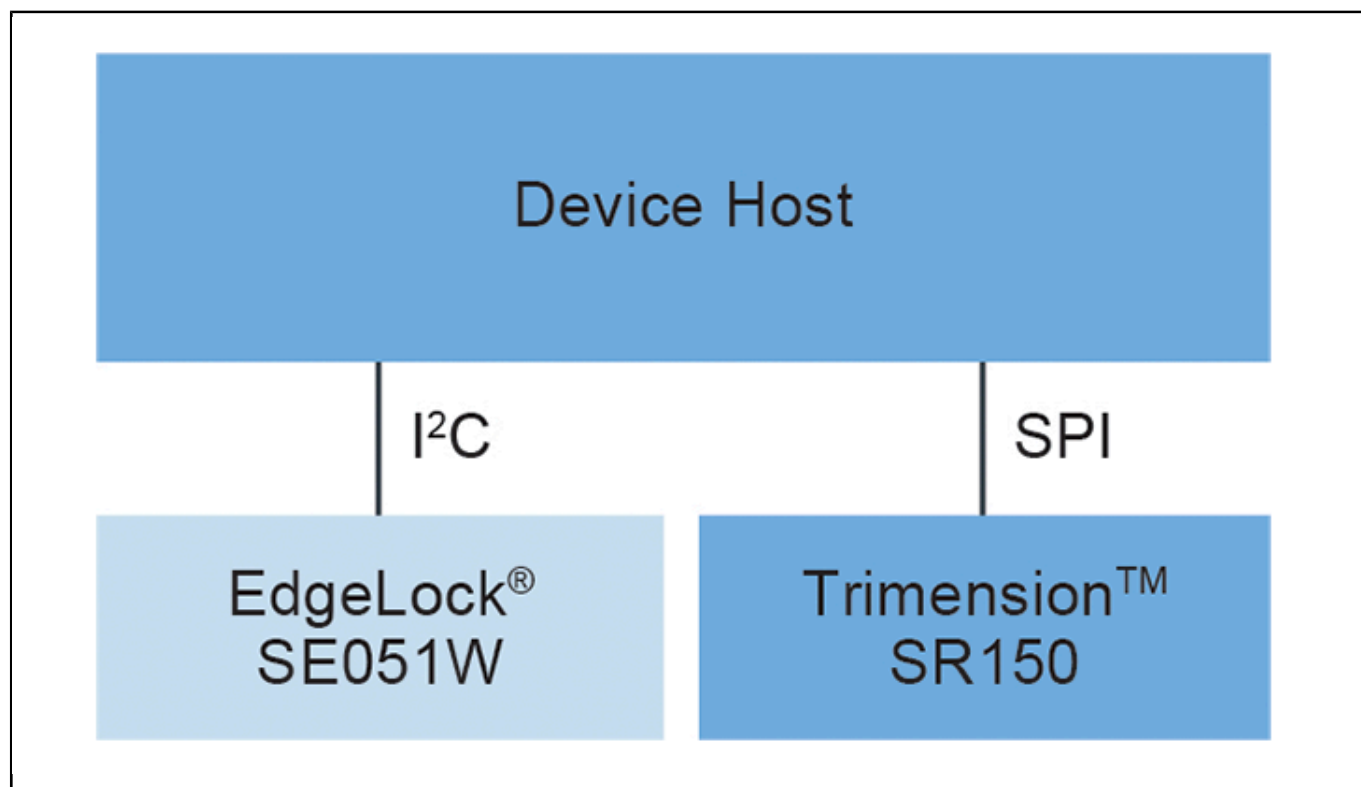 Device Host
I²C
SPI
EdgeLock®
SE051W
Trimension™
SR150